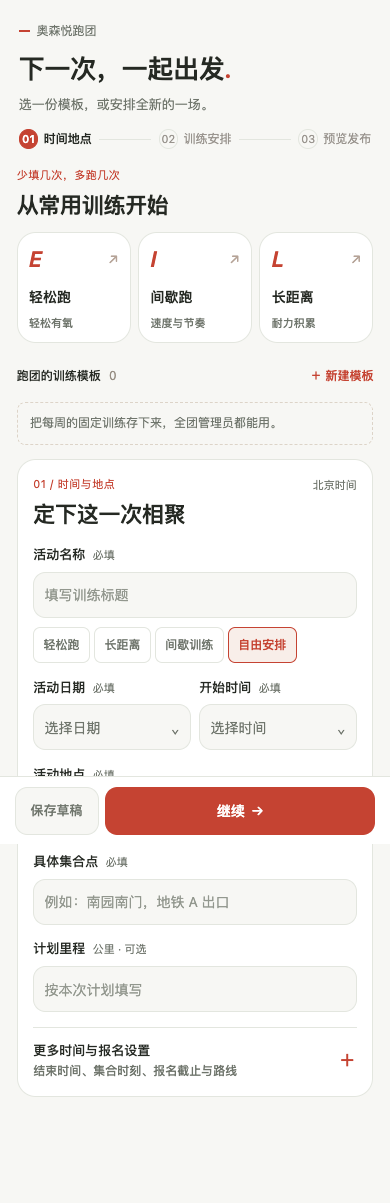 奥森悦跑团
下一次，一起出发.
选一份模板，或安排全新的一场。
01 时间地点 02 训练安排 03 预览发布
少填几次，多跑几次
从常用训练开始
E ↗ I ↗ L ↗
轻松跑 间歇跑 长距离
轻松有氧 速度与节奏 耐力积累
跑团的训练模板 0 + 新建模板
把每周的固定训练存下来，全团管理员都能用。
01 / 时间与地点 北京时间
定下这一次相聚
活动名称 必填
填写训练标题
轻松跑 长距离 间歇训练 自由安排
活动日期 必填 开始时间 必填
选择日期 选择时间
活动地点 必填
保存草稿 继续 →
具体集合点 必填
例如：南园南门，地铁 A 出口
计划里程 公里 · 可选
按本次计划填写
更多时间与报名设置 +
结束时间、集合时刻、报名截止与路线